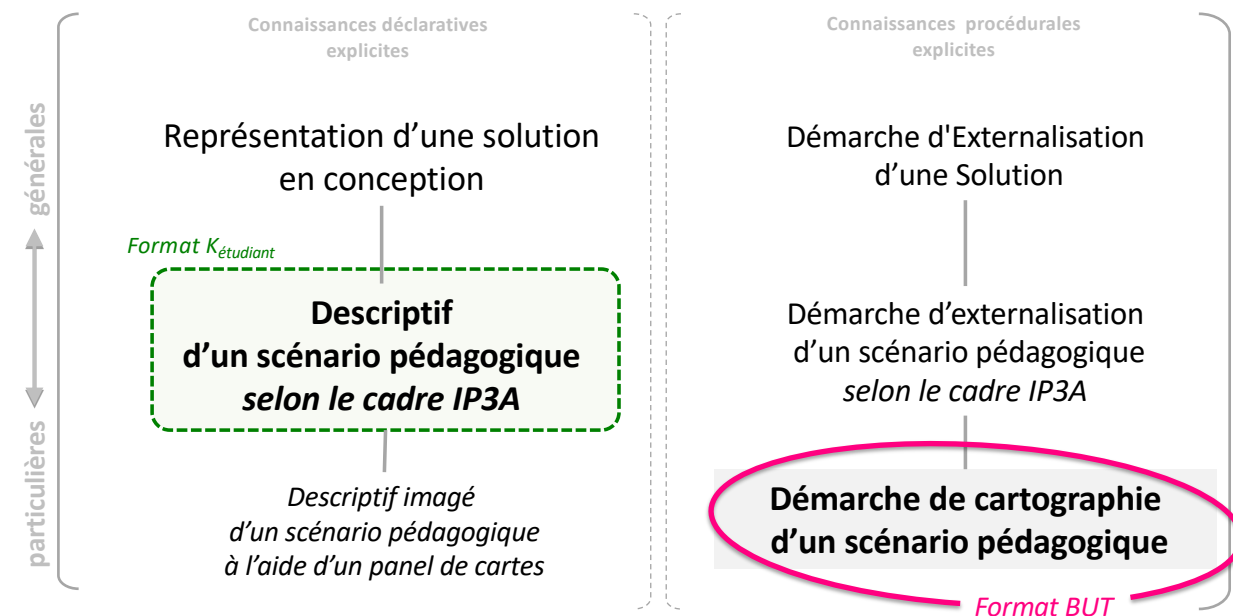 Connaissances déclaratives
explicites
Connaissances procédurales
explicites
générales
particulières
Représentation d’une solution
en conception
Format Kétudiant
Descriptif
d’un scénario pédagogique
selon le cadre IP3A
Descriptif imagé
d’un scénario pédagogique
à l’aide d’un panel de cartes
Démarche d'Externalisation
d’une Solution
Démarche d’externalisation
d’un scénario pédagogique
selon le cadre IP3A
Démarche de cartographie
d’un scénario pédagogique
Format BUT